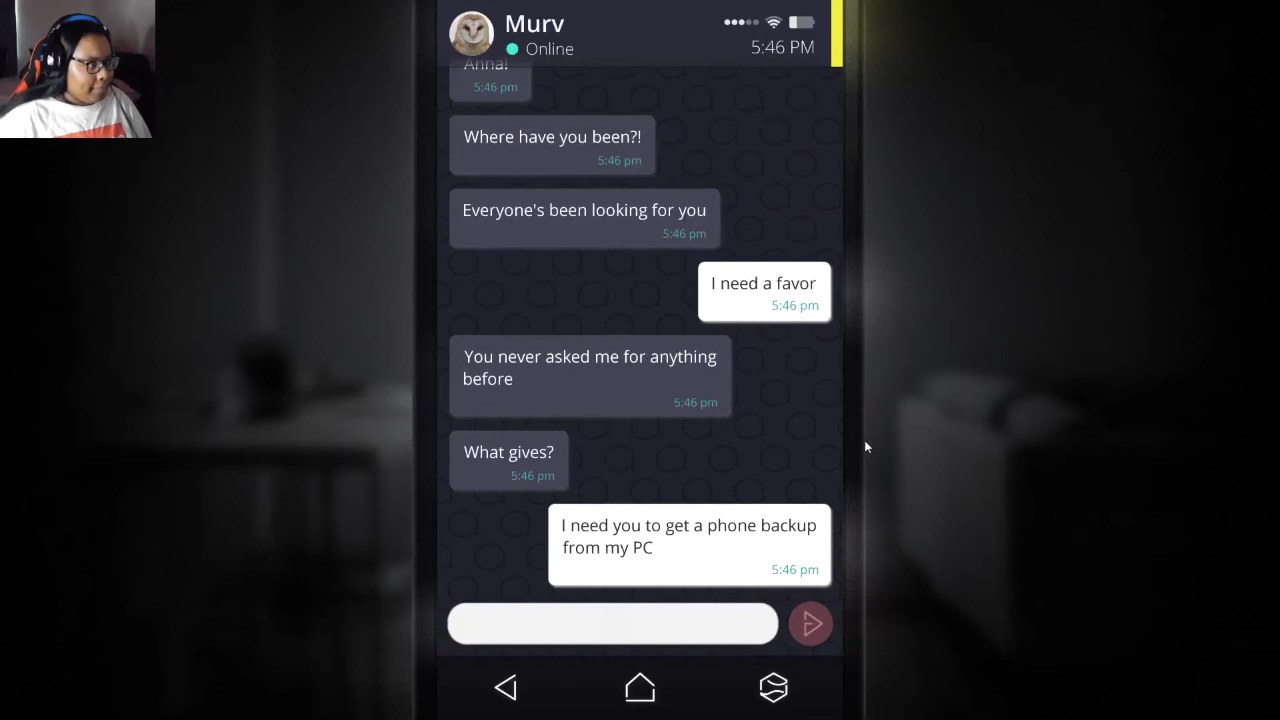 Murv
Online
5:46 PM
Anna!
5:46 pm
Where have you been?!
5:46 pm
Everyone's been looking for you
5:46 pm
I need a favor
5:46 pm
You never asked me for anything
before
5:46 pm
What gives?
5:46 pm
I need you to get a phone backup
from my PC
5:46 pm